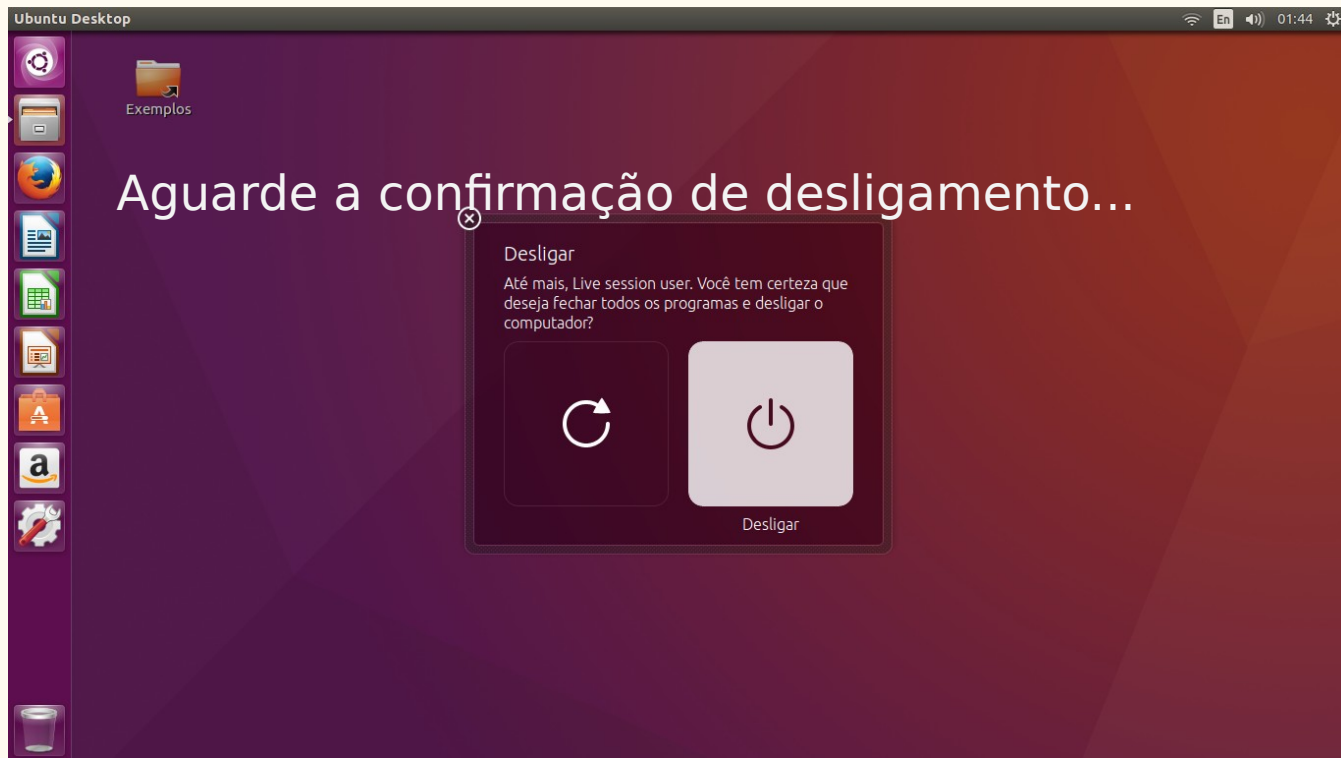 Ubuntu Desktop
En
01:44
Exemplos
Aguarde a confirmação de desligamento...
Desligar
Até mais, Live session user. Você tem certeza que
deseja fechar todos os programas e desligar o
computador?
Desligar